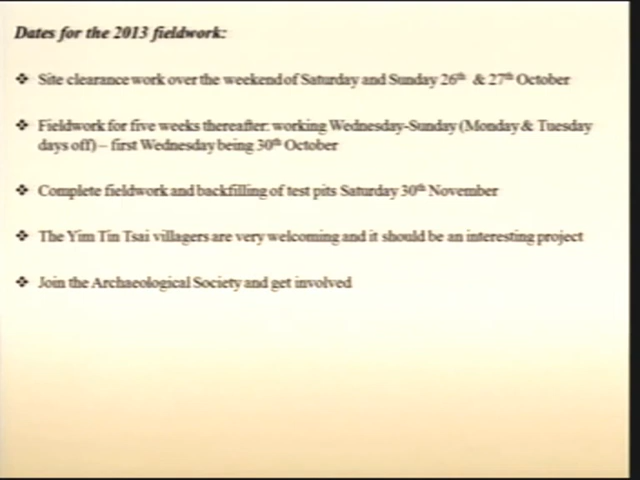 Dates for the 2013 fieldwork:
❖ Site clearance work over the weekend of Saturday and Sunday 26th & 27th October
❖ Fieldwork for five weeks thereafter: working Wednesday-Sunday (Monday & Tuesday
days off) – first Wednesday being 30th October
❖ Complete fieldwork and backfilling of test pits Saturday 30th November
❖ The Yim Tin Tsai villagers are very welcoming and it should be an interesting project
❖ Join the Archaeological Society and get involved